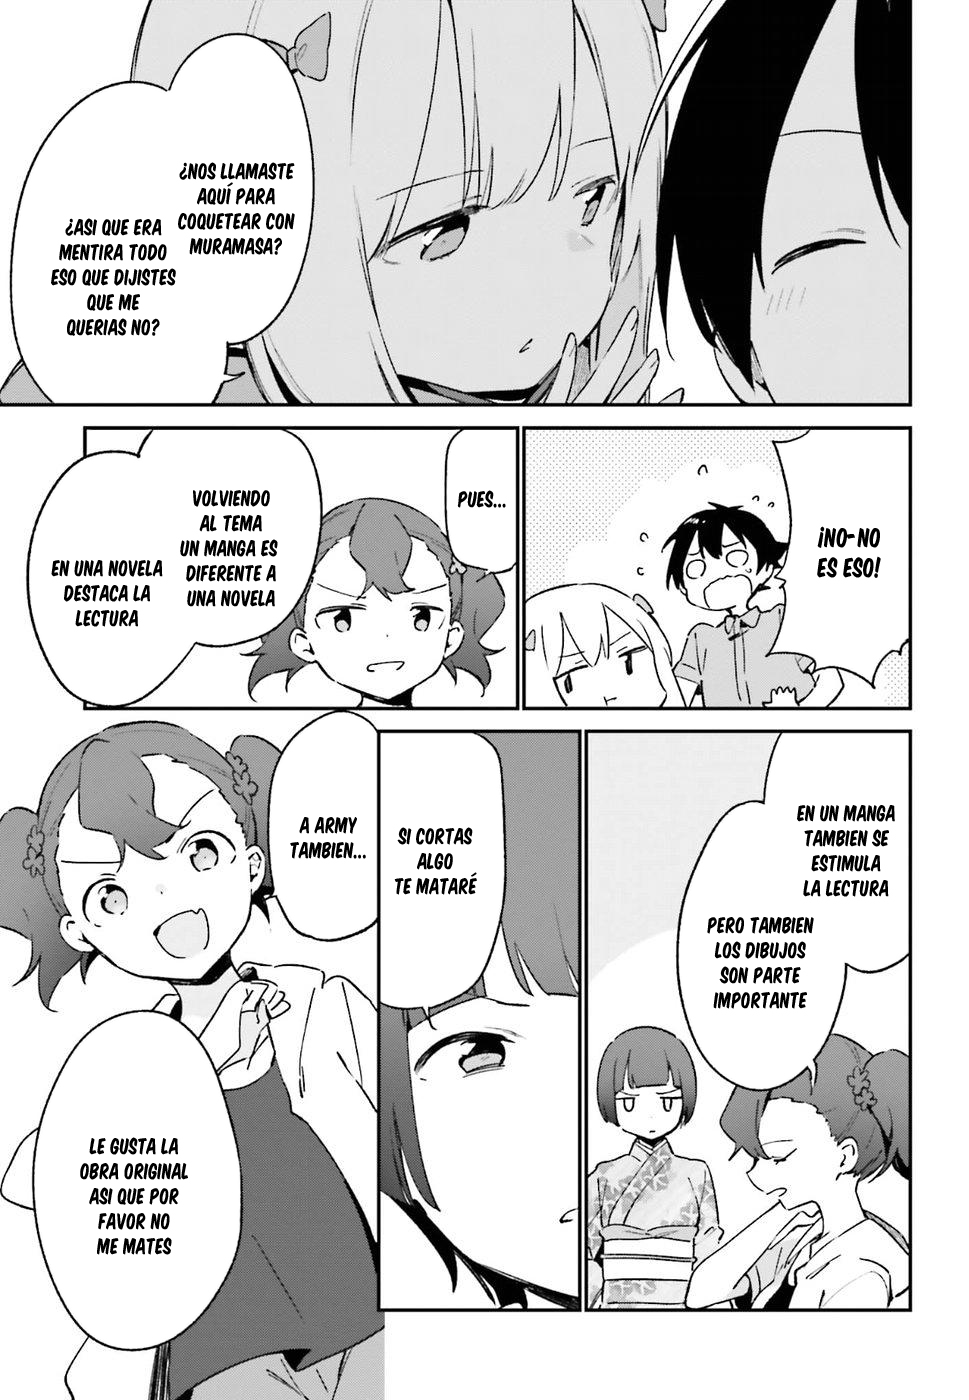 ¿NOS LLAMASTE
AQUÍ PARA
COQUETEAR CON
MURAMASA?
¿ASI QUE ERA
MENTIRA TODO
ESO QUE DIJISTES
QUE ME
QUERIAS NO?
¡NO-NO
ES ESO!
PUES...
VOLVIENDO
AL TEMA
UN MANGA ES
DIFERENTE A
UNA NOVELA
EN UNA NOVELA
DESTACA LA
LECTURA
EN UN MANGA
TAMBIEN SE
ESTIMULA
LA LECTURA
PERO TAMBIEN
LOS DIBUJOS
SON PARTE
IMPORTANTE
SI CORTAS
ALGO
TE MATARÉ
A ARMY
TAMBIEN...
LE GUSTA LA
OBRA ORIGINAL
ASI QUE POR
FAVOR NO
ME MATES